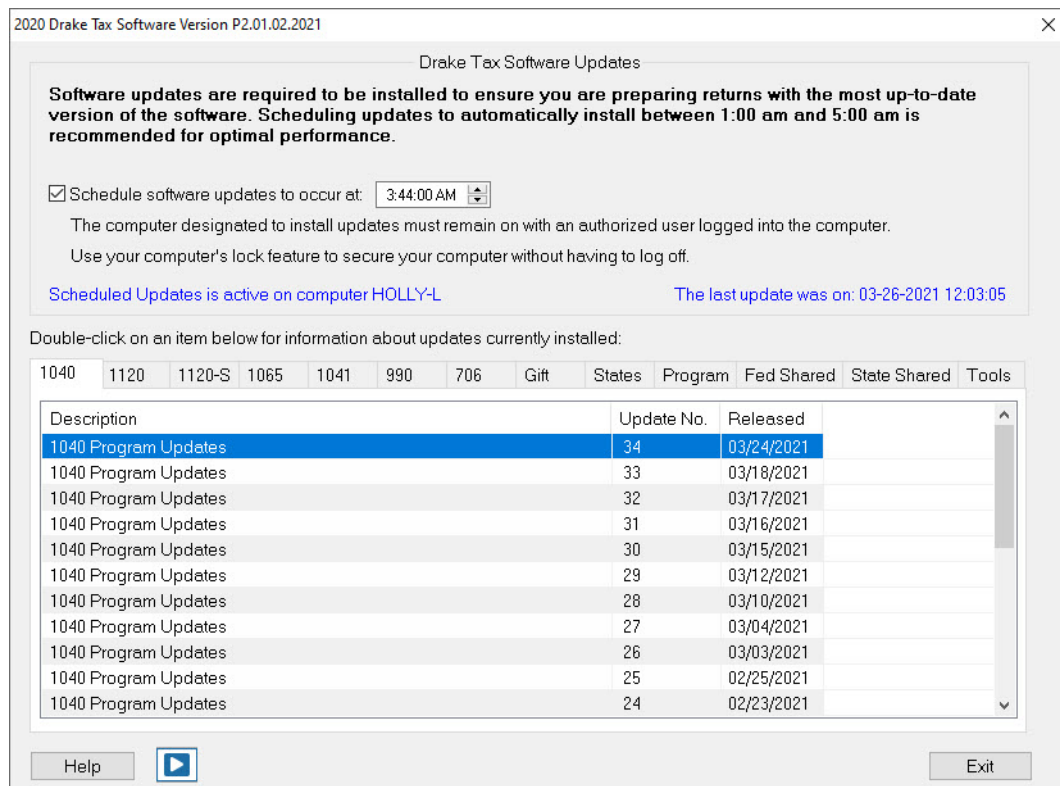 2020 Drake Tax Software Version P2.01.02.2021
Drake Tax Software Updates
Software updates are required to be installed to ensure you are preparing returns with the most up-to-date
version of the software. Scheduling updates to automatically install between 1:00 am and 5:00 am is
recommended for optimal performance.
Schedule software updates to occur at: 3:44:00 AM
The computer designated to install updates must remain on with an authorized user logged into the computer.
Use your computer's lock feature to secure your computer without having to log off.
Scheduled Updates is active on computer HOLLY-L The last update was on: 03-26-2021 12:03:05
Double-click on an item below for information about updates currently installed:
1040 1120 1120-S 1065 1041 990 706 Gift States Program Fed Shared State Shared Tools
Description Update No. Released
1040 Program Updates 34 03/24/2021
1040 Program Updates 33 03/18/2021
1040 Program Updates 32 03/17/2021
1040 Program Updates 31 03/16/2021
1040 Program Updates 30 03/15/2021
1040 Program Updates 29 03/12/2021
1040 Program Updates 28 03/10/2021
1040 Program Updates 27 03/04/2021
1040 Program Updates 26 03/03/2021
1040 Program Updates 25 02/25/2021
1040 Program Updates 24 02/23/2021
Help Exit